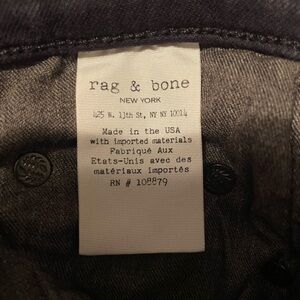 rag & bone
NEW YORK
425 W. 13th St, NY NY 10014
Made in the USA
with imported materials
Fabriqué Aux
Etats-Unis avec des
matériaux importés
RN # 108879